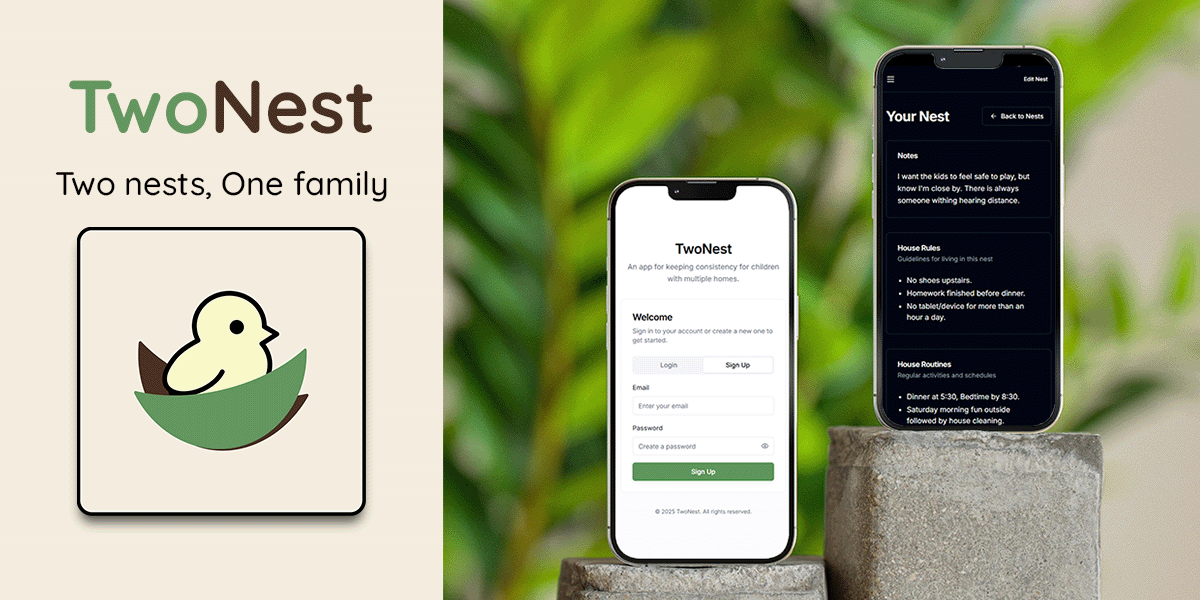 TwoNest
Two nests, One family
TwoNest
An app for keeping consistency for children
with multiple homes.
Welcome
Sign in to your account or create a new one to
get started.
Login
Sign Up
Email
Enter your email
Password
Create a password
Sign Up
© 2025 TwoNest. All rights reserved.
Edit Nest
Your Nest
← Back to Nests
Notes
I want the kids to feel safe to play, but
know I'm close by. There is always
someone withing hearing distance.
House Rules
Guidelines for living in this nest
• No shoes upstairs.
• Homework finished before dinner.
• No tablet/device for more than an
hour a day.
House Routines
Regular activities and schedules
• Dinner at 5:30, Bedtime by 8:30.
• Saturday morning fun outside
followed by house cleaning.